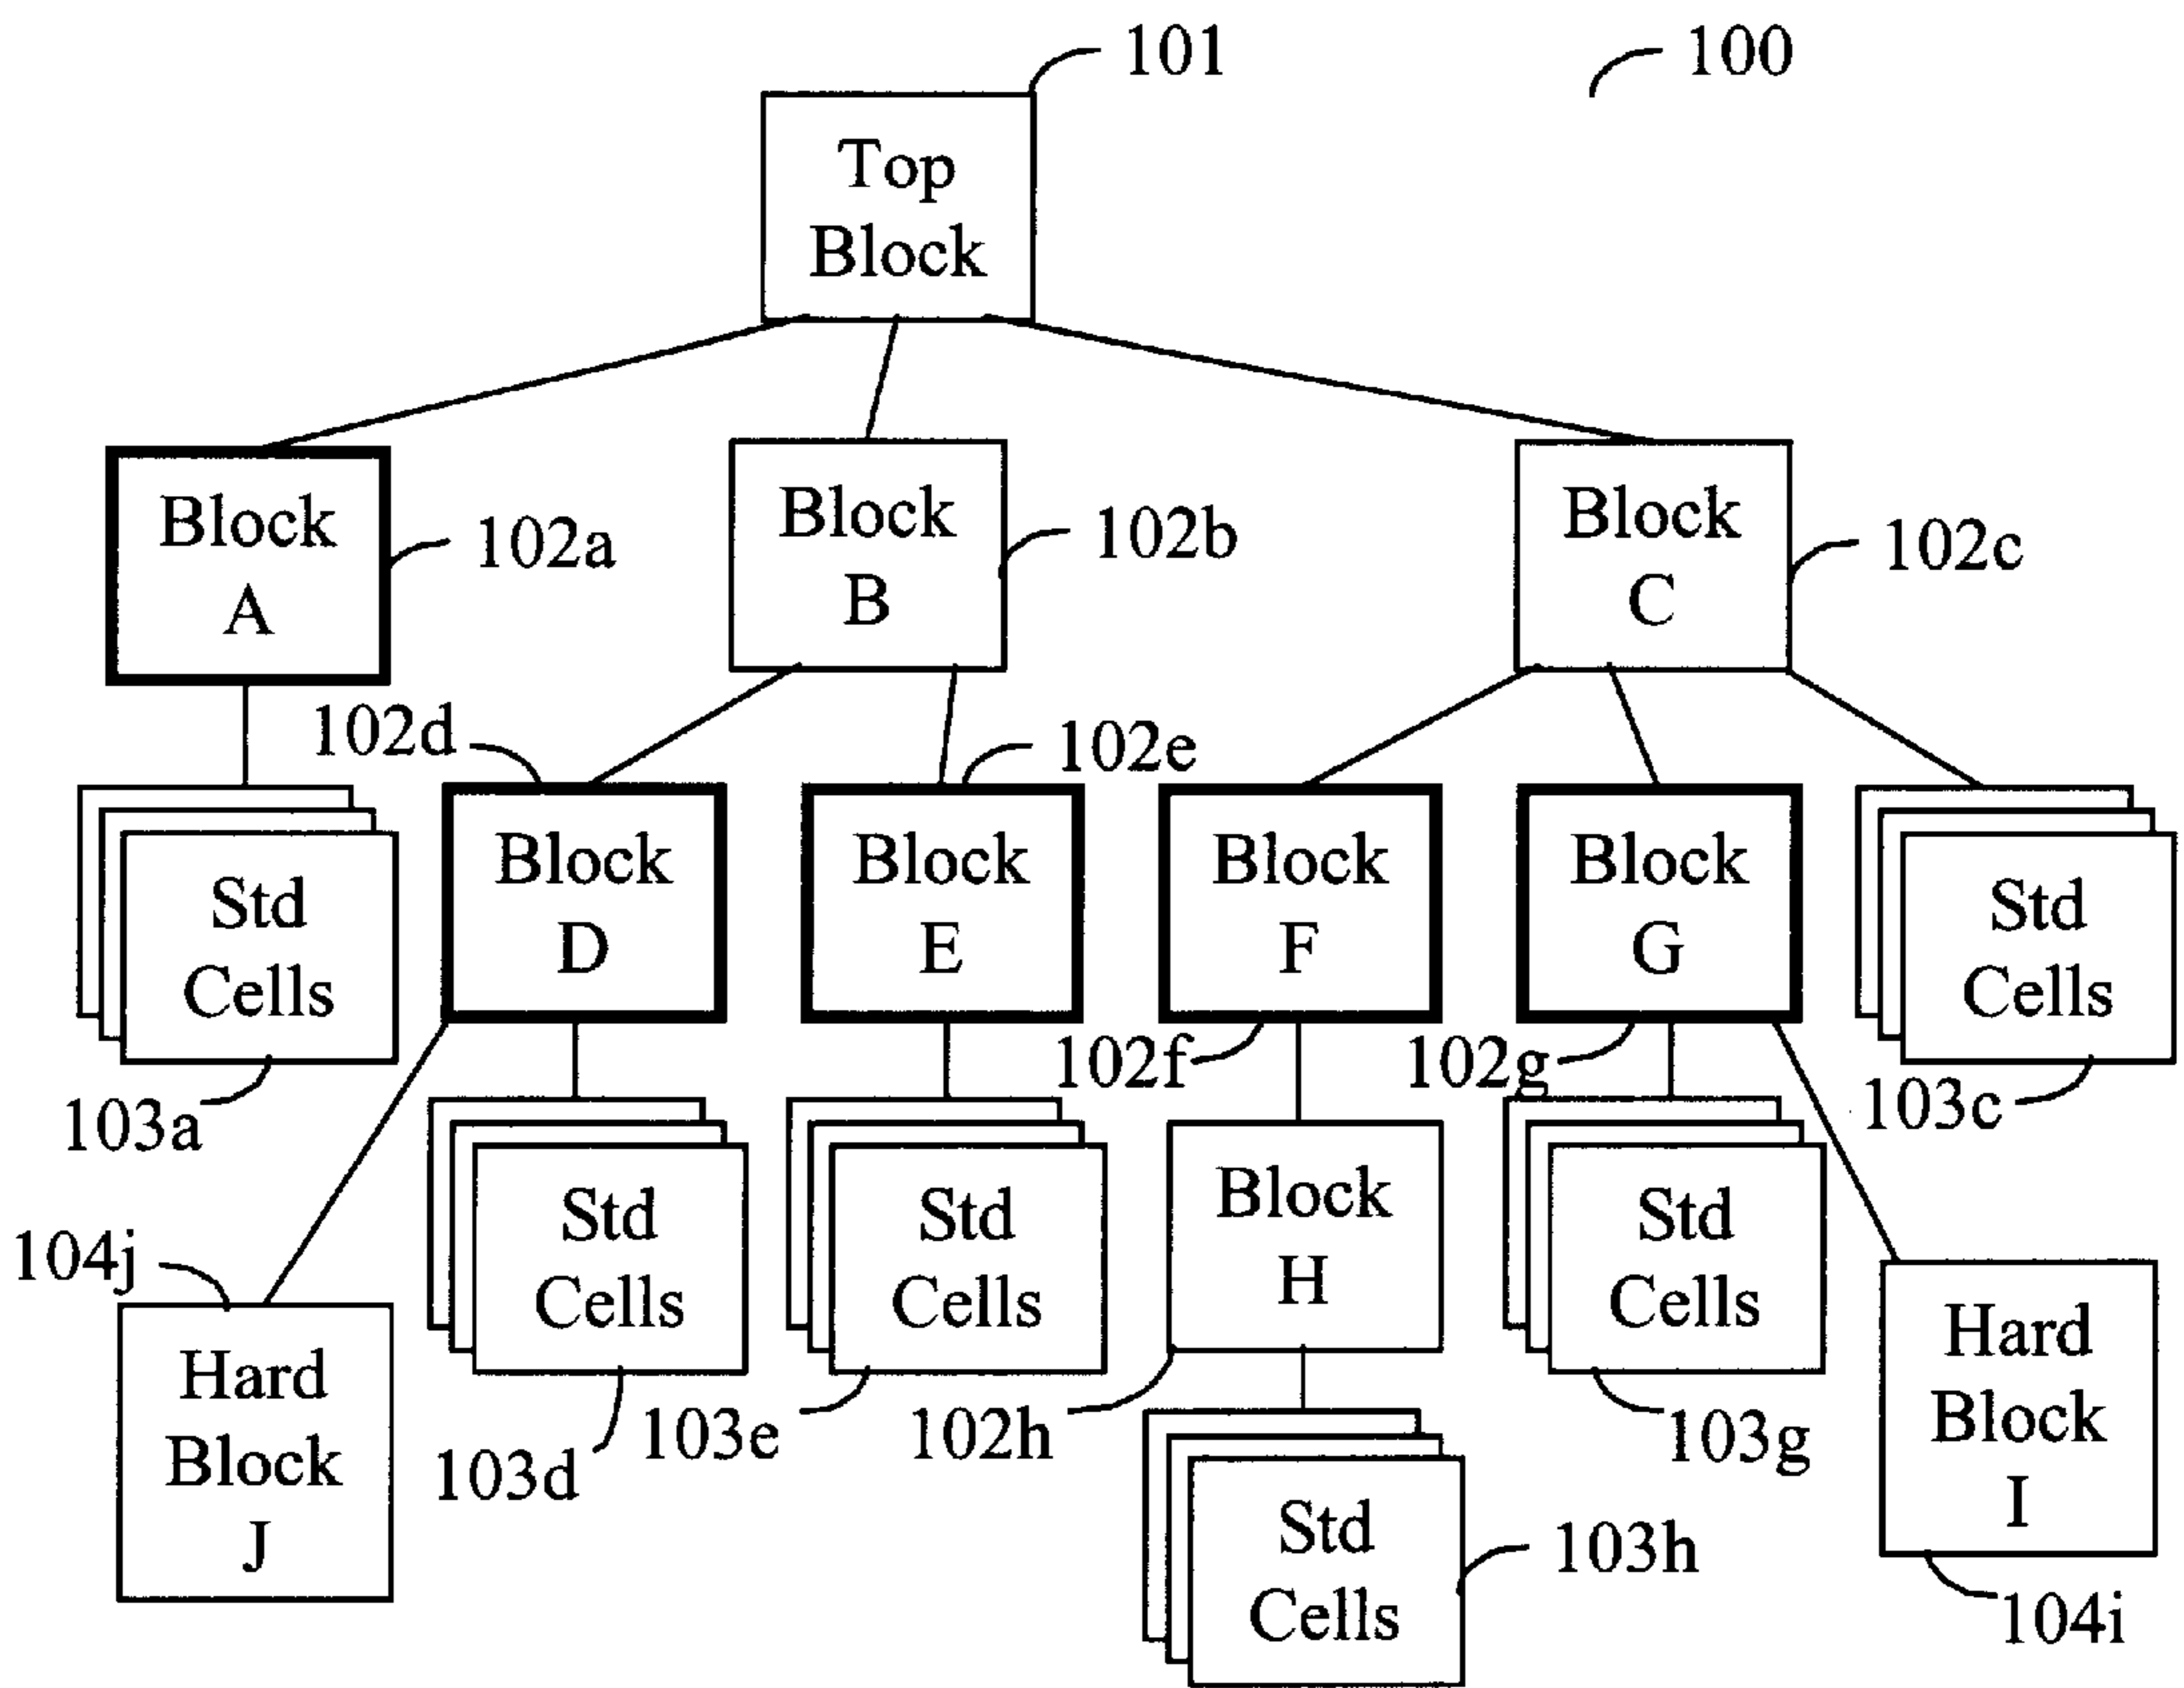 101
100
Top
Block
Block
A
102a
Block
B
102b
Block
C
102c
102d
102e
Std
Cells
103a
Block
D
Block
E
Block
F
102f
Block
G
102g
Std
Cells
103c
104j
Hard
Block
J
Std
Cells
103d
Std
Cells
103e
Block
H
102h
Std
Cells
103g
Hard
Block
I
104i
Std
Cells
103h